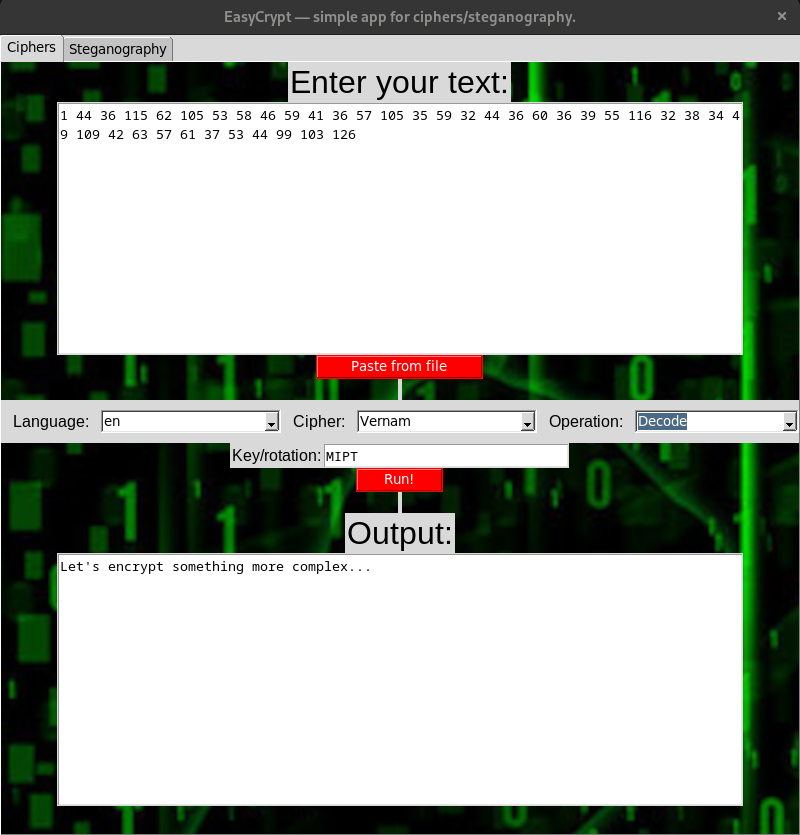 EasyCrypt — simple app for ciphers/steganography.
×
Ciphers Steganography
Enter your text:
1 44 36 115 62 105 53 58 46 59 41 36 57 105 35 59 32 44 36 60 36 39 55 116 32 38 34 4
9 109 42 63 57 61 37 53 44 99 103 126
Paste from file
Language: en Cipher: Vernam Operation: Decode
Key/rotation: MIPT
Run!
Output:
Let's encrypt something more complex...